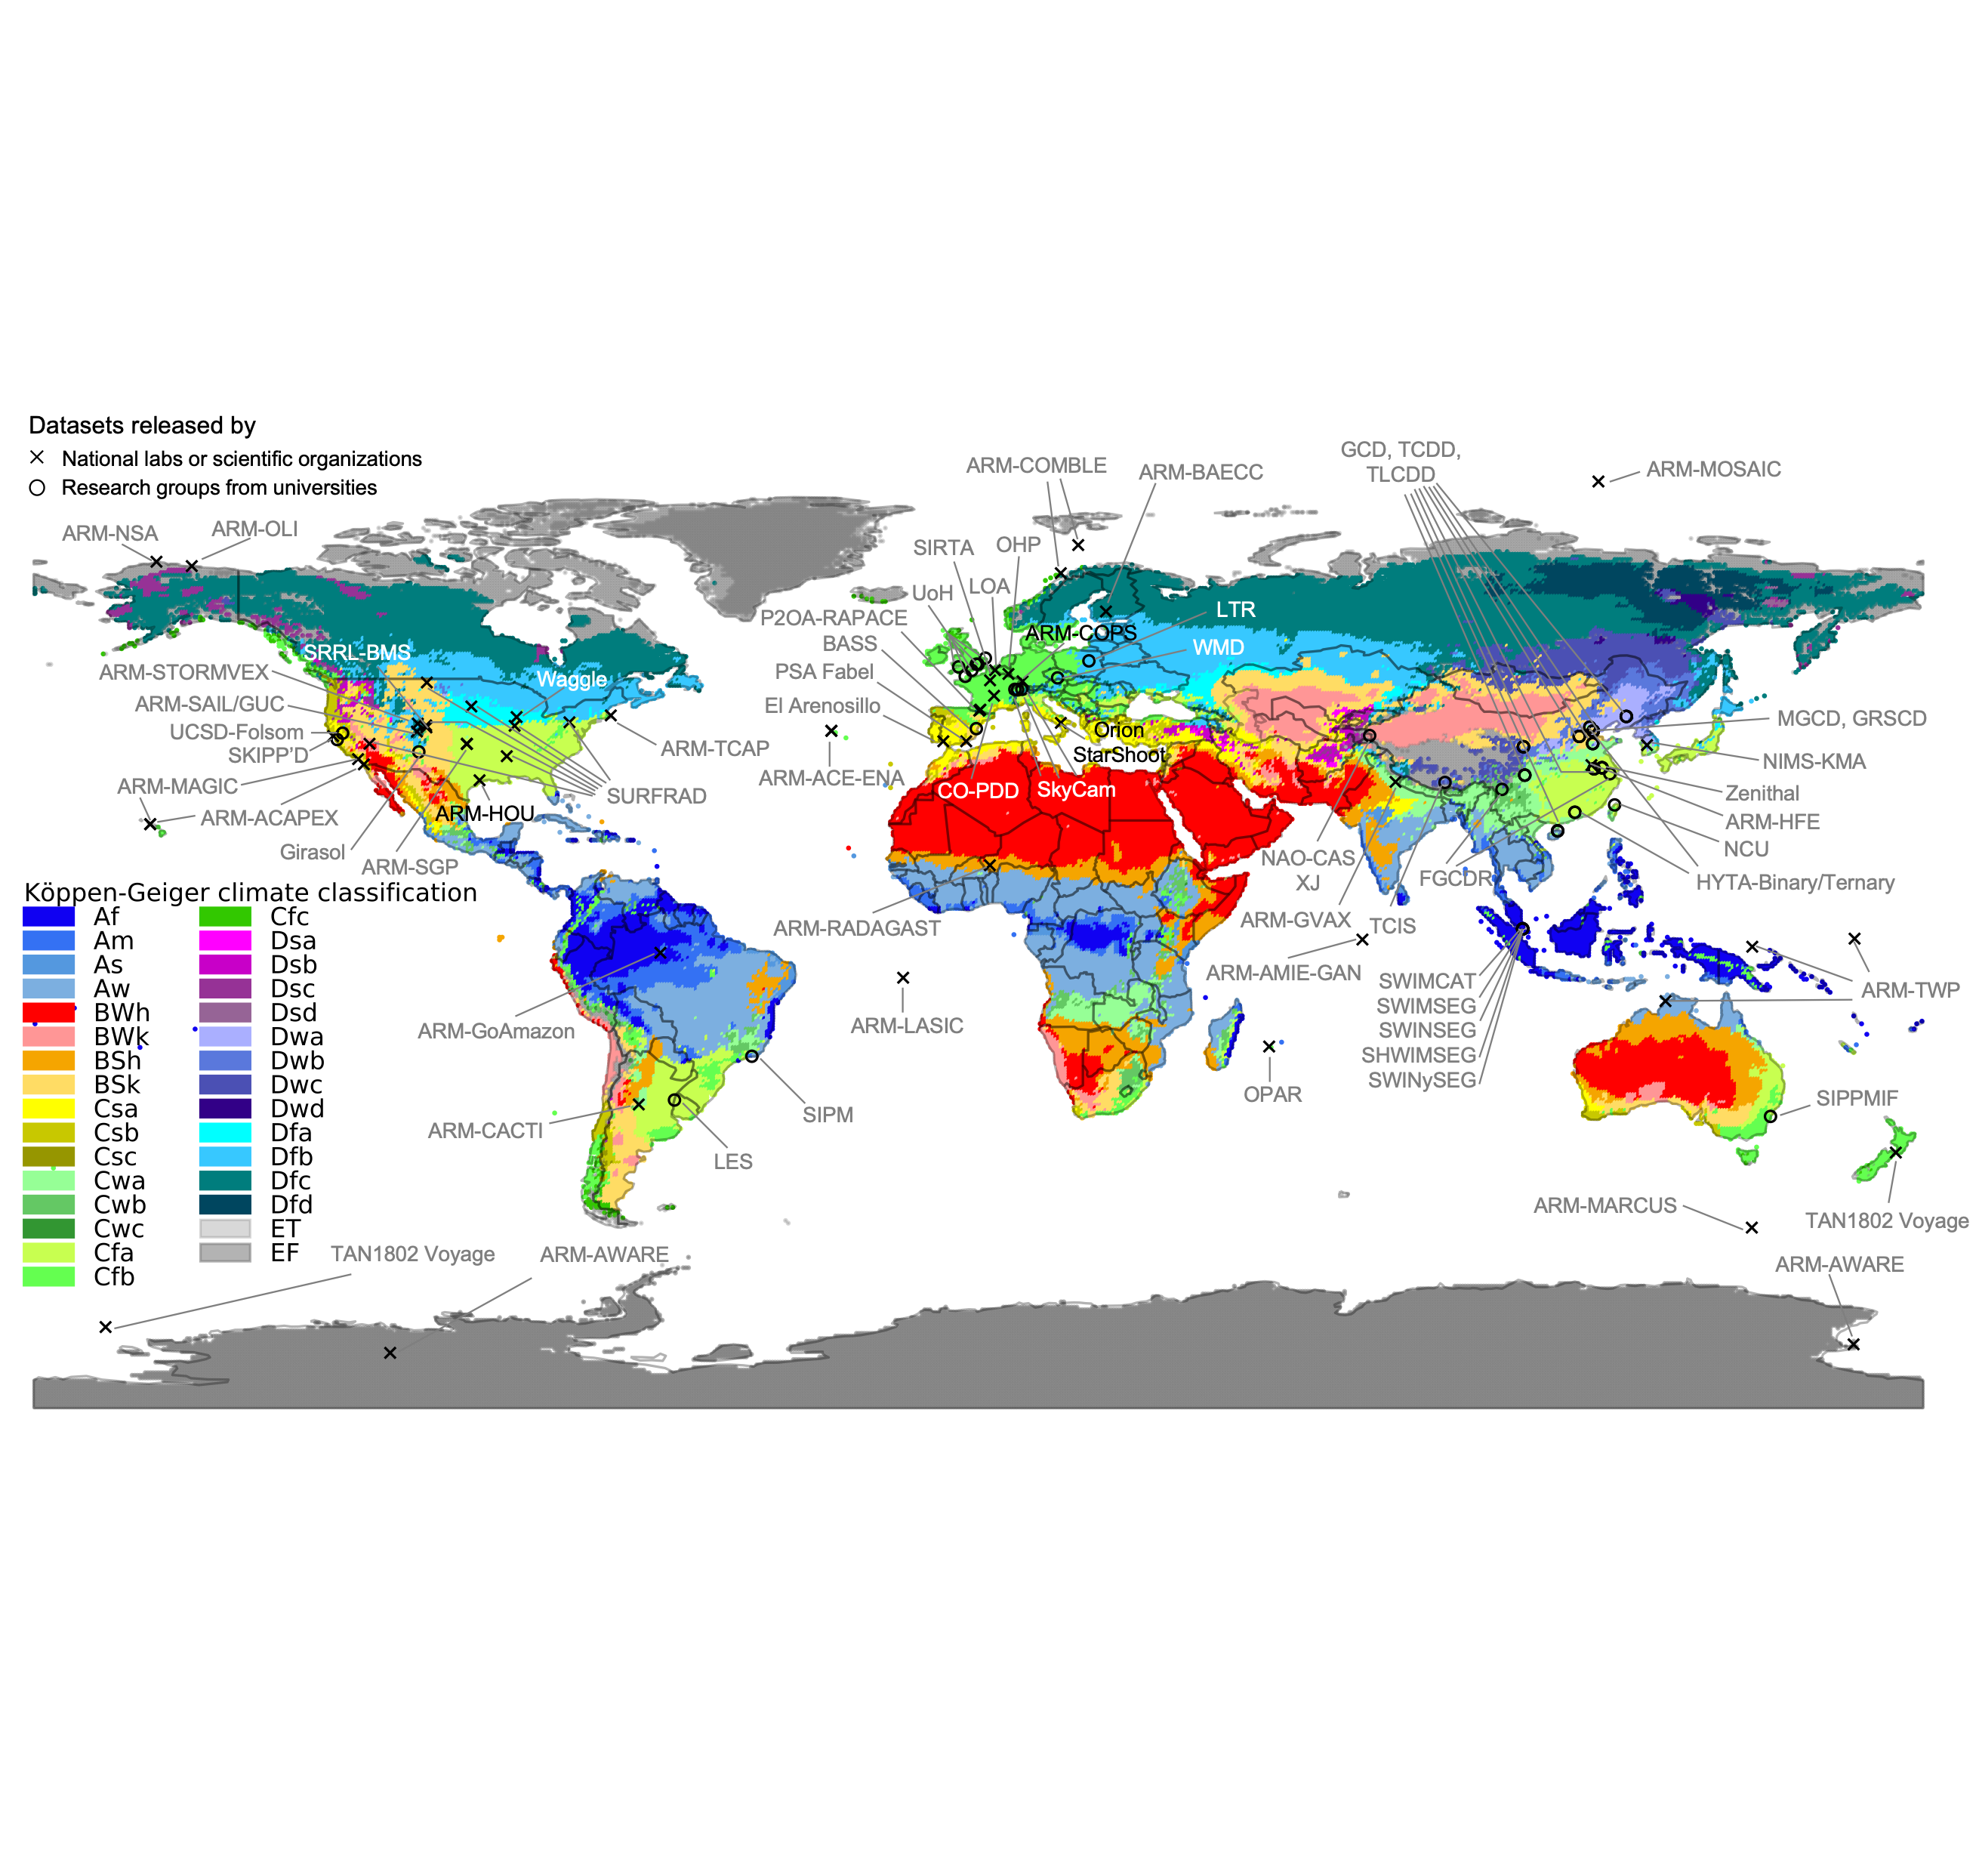 Datasets released by
National labs or scientific organizations
Research groups from universities
ARM-NSA
ARM-OLI
ARM-COMBLE
ARM-BAECC
GCD, TCDD,
TLCDD
ARM-MOSAIC
SIRTA
OHP
UoH
LOA
P2OA-RAPACE
BASS
PSA Fabel
El Arenosillo
ARM-ACE-ENA
ARM-COPS
LTR
WMD
SRRL-BMS
ARM-STORMVEX
Waggle
ARM-SAIL/GUC
UCSD-Folsom
SKIPP'D
ARM-MAGIC
ARM-ACAPEX
Girasol
ARM-SGP
ARM-HOU
SURFRAD
ARM-TCAP
Orion
StarShoot
CO-PDD
SkyCam
MGCD, GRSCD
NIMS-KMA
Zenithal
ARM-HFE
NCU
HYTA-Binary/Ternary
NAO-CAS
XJ
FGCDR
ARM-GVAX
TCIS
ARM-AMIE-GAN
ARM-RADAGAST
SWIMCAT
SWIMSEG
SWINSEG
SHWIMSEG
SWINySEG
ARM-TWP
ARM-GoAmazon
ARM-LASIC
OPAR
SIPM
ARM-CACTI
LES
SIPPMIF
ARM-MARCUS
TAN1802 Voyage
ARM-AWARE
TAN1802 Voyage
ARM-AWARE
Köppen-Geiger climate classification
Af
Am
As
Aw
BWh
BWk
BSh
BSk
Csa
Csb
Csc
Cwa
Cwb
Cwc
Cfa
Cfb
Cfc
Dsa
Dsb
Dsc
Dsd
Dwa
Dwb
Dwc
Dwd
Dfa
Dfb
Dfc
Dfd
ET
EF